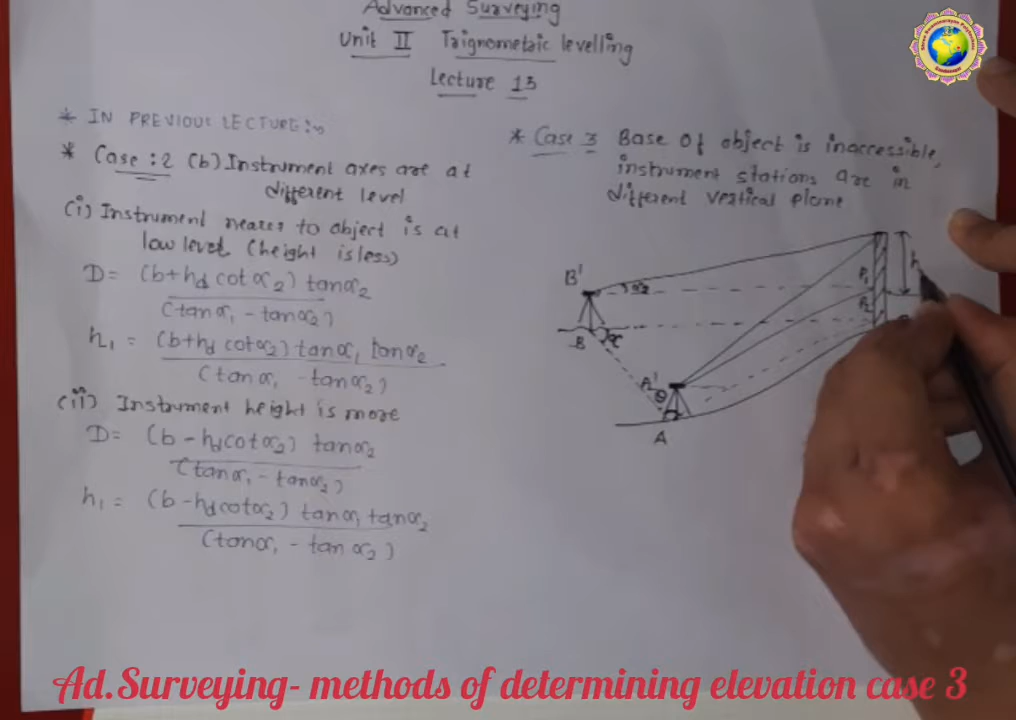 Advanced Surveying
Unit II Trignometric levelling
Lecture 13
* IN PREVIOUS LECTURE :~
* Case : 2 (b) Instrument axes are at
different level
(i) Instrument nearer to object is at
low level (height is less)
D = (b+hd cot α2) tan α2
(tan α1 - tan α2)
h1 = (b+hd cot α2) tan α1 tan α2
(tan α1 - tan α2)
(ii) Instrument height is more
D = (b - hd cot α2) tan α2
(tan α1 - tan α2)
h1 = (b - hd cot α2) tan α1 tan α2
(tan α1 - tan α2)
* Case 3 Base of object is inaccessible,
instrument stations are in
different vertical plane
B'
α2
P1
h
P2
B
α
A'
θ
A
Ad.Surveying- methods of determining elevation case 3